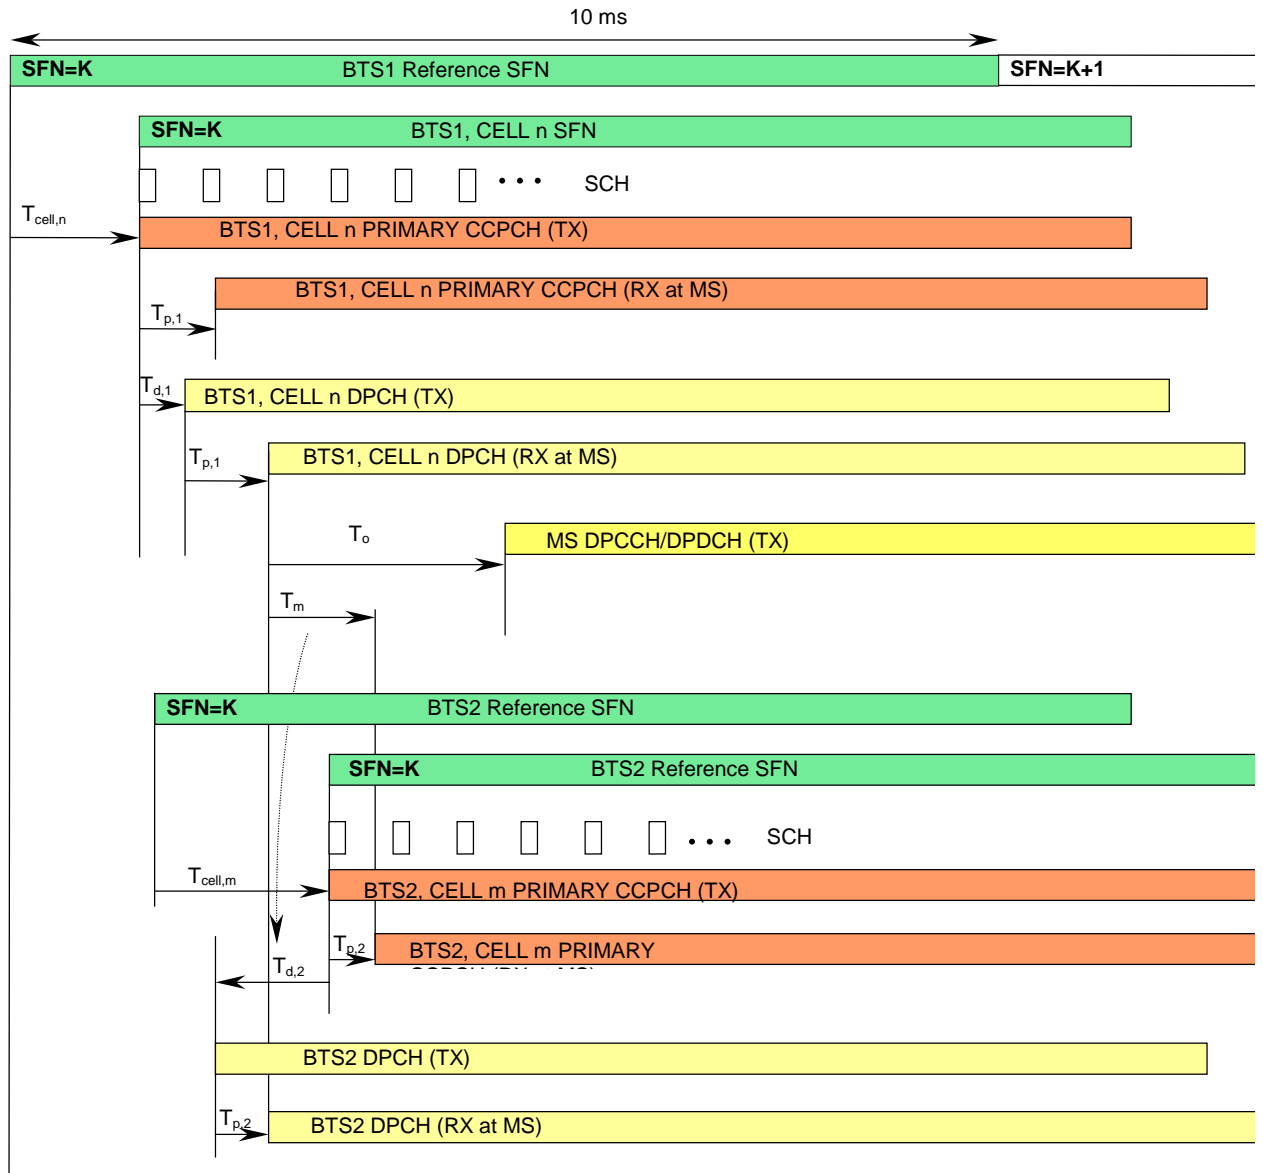 10 ms
SFN=K BTS1 Reference SFN SFN=K+1
SFN=K BTS1, CELL n SFN
• • • SCH
Tcell,n
BTS1, CELL n PRIMARY CCPCH (TX)
BTS1, CELL n PRIMARY CCPCH (RX at MS)
Tp,1
Td,1
BTS1, CELL n DPCH (TX)
Tp,1
BTS1, CELL n DPCH (RX at MS)
To
MS DPCCH/DPDCH (TX)
Tm
SFN=K BTS2 Reference SFN
SFN=K BTS2 Reference SFN
• • • SCH
Tcell,m
BTS2, CELL m PRIMARY CCPCH (TX)
Tp,2
BTS2, CELL m PRIMARY
Td,2
BTS2 DPCH (TX)
Tp,2
BTS2 DPCH (RX at MS)